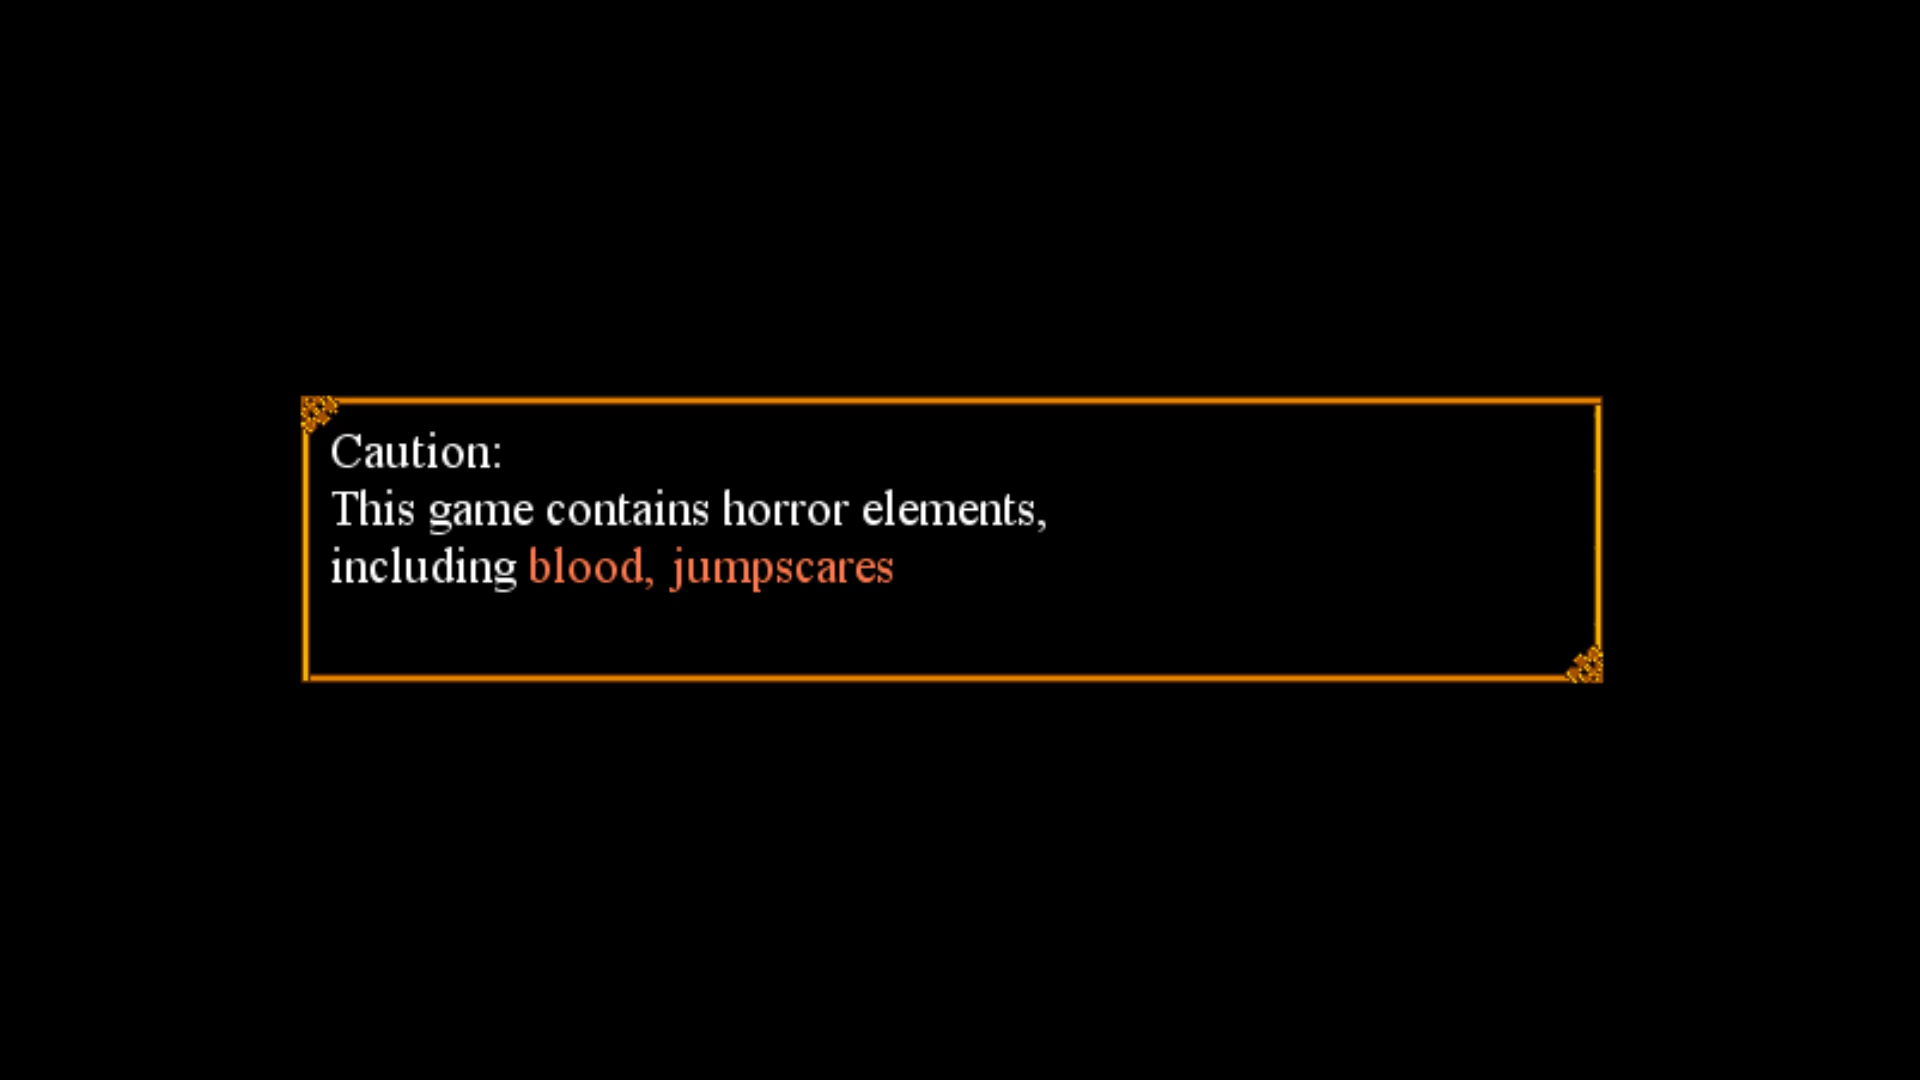 Caution:
This game contains horror elements,
including blood, jumpscares